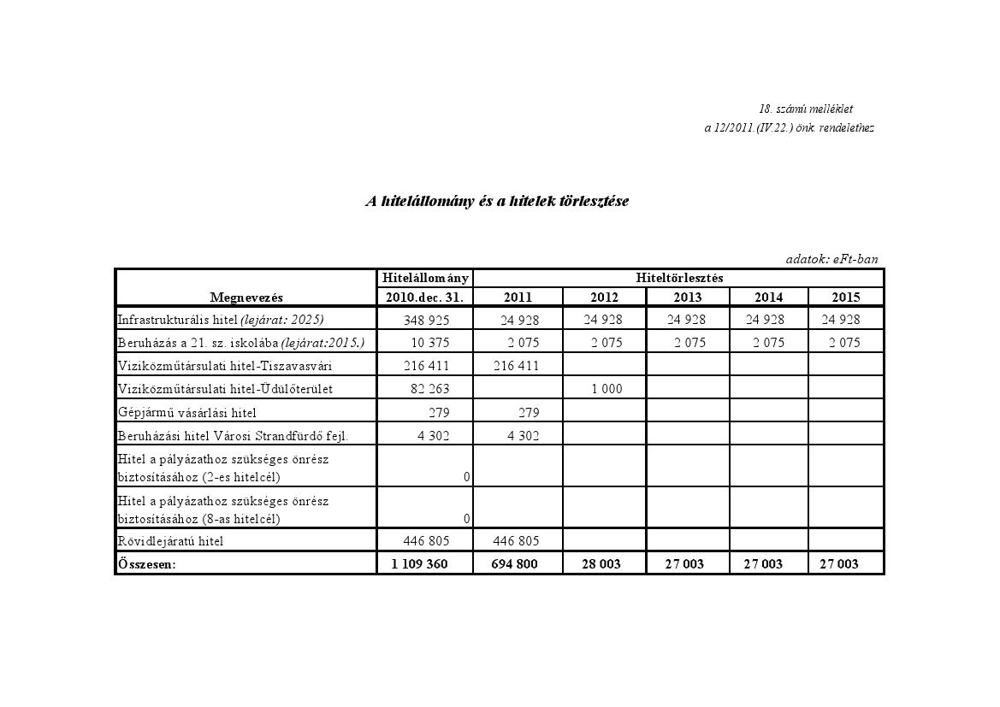 18. számú melléklet
a 12/2011.(IV.22.) önk. rendelethez
A hitelállomány és a hitelek törlesztése
adatok: eFt-ban
Hitelállomány Hiteltörlesztés
Megnevezés 2010.dec. 31. 2011 2012 2013 2014 2015
Infrastrukturális hitel (lejárat: 2025) 348 925 24 928 24 928 24 928 24 928 24 928
Beruházás a 21. sz. iskolába (lejárat:2015.) 10 375 2 075 2 075 2 075 2 075 2 075
Viziközműtársulati hitel-Tiszavasvári 216 411 216 411
Viziközműtársulati hitel-Üdülőterület 82 263 1 000
Gépjármű vásárlási hitel 279 279
Beruházási hitel Városi Strandfürdő fejl. 4 302 4 302
Hitel a pályázathoz szükséges önrész
biztosításához (2-es hitelcél) 0
Hitel a pályázathoz szükséges önrész
biztosításához (8-as hitelcél) 0
Rövidlejáratú hitel 446 805 446 805
Összesen: 1 109 360 694 800 28 003 27 003 27 003 27 003